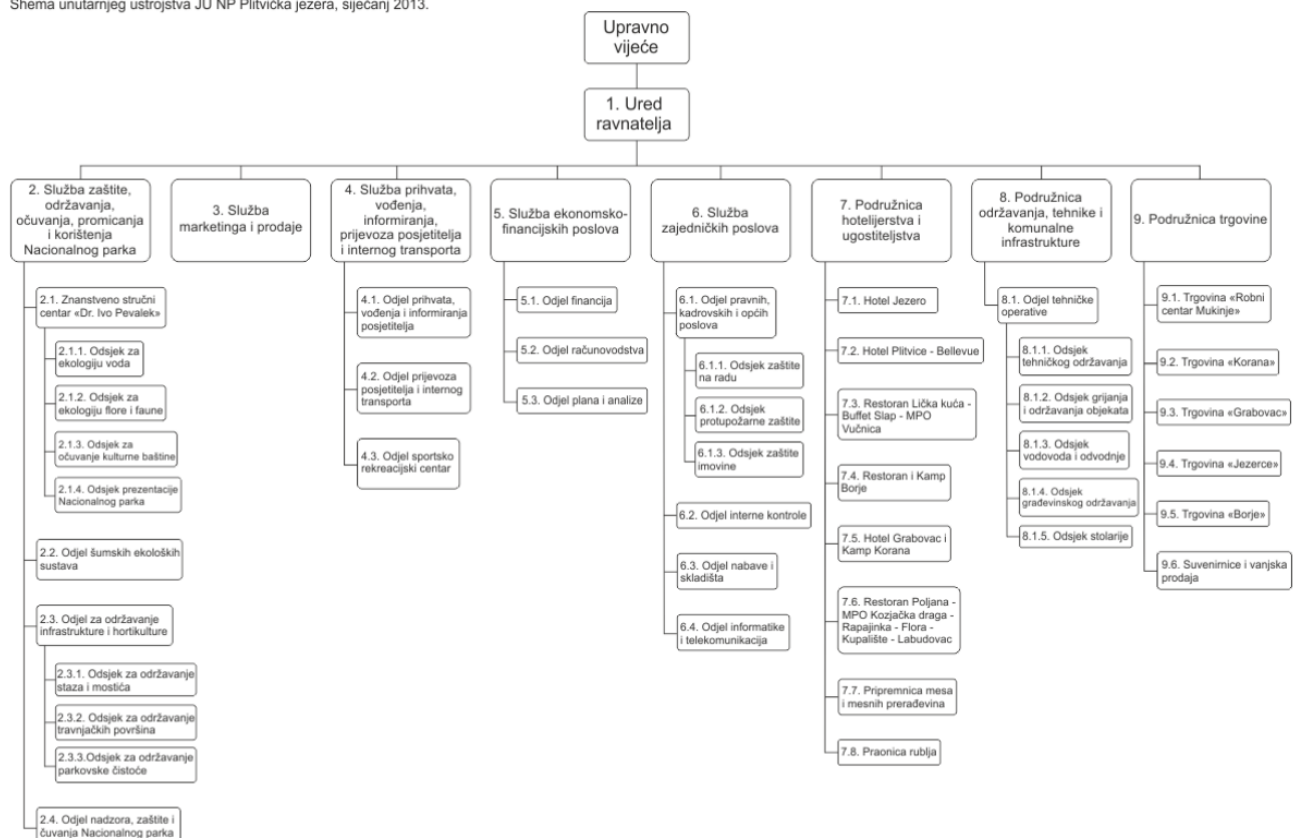 Shema unutarnjeg ustrojstva JU NP Plitvička jezera, siječanj 2013.
Upravno
vijeće
1. Ured
ravnatelja
2. Služba zaštite,
održavanja,
očuvanja, promicanja
i korištenja
Nacionalnog parka
3. Služba
marketinga i prodaje
4. Služba prihvata,
vođenja,
informiranja,
prijevoza posjetitelja
i internog transporta
5. Služba ekonomsko-
financijskih poslova
6. Služba
zajedničkih poslova
7. Podružnica
hotelijerstva i
ugostiteljstva
8. Podružnica
održavanja, tehnike i
komunalne
infrastrukture
9. Podružnica trgovine
2.1. Znanstveno stručni
centar «Dr. Ivo Pevalek»
2.1.1. Odsjek za
ekologiju voda
2.1.2. Odsjek za
ekologiju flore i faune
2.1.3. Odsjek za
očuvanje kulturne baštine
2.1.4. Odsjek prezentacije
Nacionalnog parka
2.2. Odjel šumskih ekoloških
sustava
2.3. Odjel za održavanje
infrastrukture i hortikulture
2.3.1. Odsjek za održavanje
staza i mostića
2.3.2. Odsjek za održavanje
travnjačkih površina
2.3.3.Odsjek za održavanje
parkovske čistoće
2.4. Odjel nadzora, zaštite i
čuvanja Nacionalnog parka
4.1. Odjel prihvata,
vođenja i informiranja
posjetitelja
4.2. Odjel prijevoza
posjetitelja i internog
transporta
4.3. Odjel sportsko
rekreacijski centar
5.1. Odjel financija
5.2. Odjel računovodstva
5.3. Odjel plana i analize
6.1. Odjel pravnih,
kadrovskih i općih
poslova
6.1.1. Odsjek zaštite
na radu
6.1.2. Odsjek
protupožarne zaštite
6.1.3. Odsjek zaštite
imovine
6.2. Odjel interne kontrole
6.3. Odjel nabave i
skladišta
6.4. Odjel informatike
i telekomunikacija
7.1. Hotel Jezero
7.2. Hotel Plitvice - Bellevue
7.3. Restoran Lička kuća -
Buffet Slap - MPO
Vučnica
7.4. Restoran i Kamp
Borje
7.5. Hotel Grabovac i
Kamp Korana
7.6. Restoran Poljana -
MPO Kozjačka draga -
Rapajinka - Flora -
Kupalište - Labudovac
7.7. Pripremnica mesa
i mesnih prerađevina
7.8. Praonica rublja
8.1. Odjel tehničke
operative
8.1.1. Odsjek
tehničkog održavanja
8.1.2. Odsjek grijanja
i održavanja objekata
8.1.3. Odsjek
vodovoda i odvodnje
8.1.4. Odsjek
građevinskog održavanja
8.1.5. Odsjek stolarije
9.1. Trgovina «Robni
centar Mukinje»
9.2. Trgovina «Korana»
9.3. Trgovina «Grabovac»
9.4. Trgovina «Jezerce»
9.5. Trgovina «Borje»
9.6. Suvenirnice i vanjska
prodaja